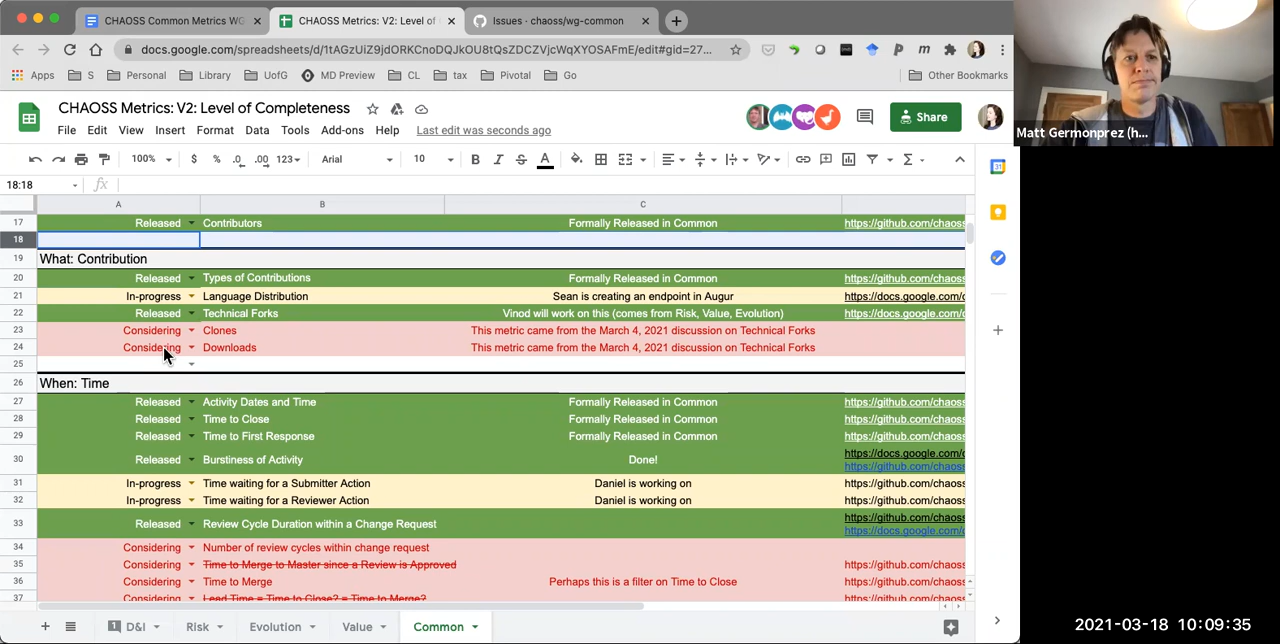 CHAOSS Common Metrics WG
CHAOSS Metrics: V2: Level of
Issues · chaoss/wg-common
docs.google.com/spreadsheets/d/1tAGzUiZ9jdORKCnoDQJkOU8tQsZDCZVjcWqXYOSAFmE/edit#gid=27...
Apps S Personal Library UofG MD Preview CL tax Pivotal Go Other Bookmarks
CHAOSS Metrics: V2: Level of Completeness
File Edit View Insert Format Data Tools Add-ons Help Last edit was seconds ago
Share
100% $ % .0 .00 123 Arial 10 B I S A
18:18 fx
A B C
17 Released Contributors Formally Released in Common https://github.com/chaoss
18
19 What: Contribution
20 Released Types of Contributions Formally Released in Common https://github.com/chaoss
21 In-progress Language Distribution Sean is creating an endpoint in Augur https://docs.google.com/
22 Released Technical Forks Vinod will work on this (comes from Risk, Value, Evolution) https://github.com/chaoss
23 Considering Clones This metric came from the March 4, 2021 discussion on Technical Forks
24 Considering Downloads This metric came from the March 4, 2021 discussion on Technical Forks
25
26 When: Time
27 Released Activity Dates and Time Formally Released in Common https://github.com/chaoss
28 Released Time to Close Formally Released in Common https://github.com/chaoss
29 Released Time to First Response Formally Released in Common https://github.com/chaoss
30 Released Burstiness of Activity Done! https://docs.google.com/
https://github.com/chaoss
31 In-progress Time waiting for a Submitter Action Daniel is working on https://github.com/chaoss
32 In-progress Time waiting for a Reviewer Action Daniel is working on https://github.com/chaoss
33 Released Review Cycle Duration within a Change Request https://github.com/chaoss
https://docs.google.com/
34 Considering Number of review cycles within change request
35 Considering Time to Merge to Master since a Review is Approved https://github.com/chaoss
36 Considering Time to Merge Perhaps this is a filter on Time to Close https://github.com/chaoss
37 Considering Lead Time = Time to Close? = Time to Merge? https://github.com/chaoss
1 D&I Risk Evolution Value Common
Matt Germonprez (h...
2021-03-18 10:09:35